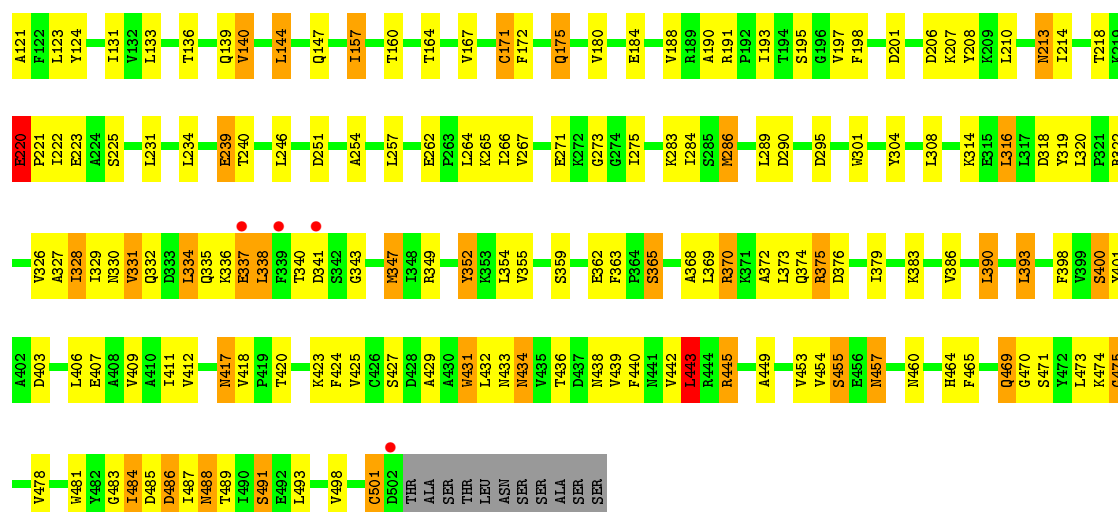 A121 F122 L123 Y124 I131 V132 L133 T136 Q139 V140 L144 Q147 I157 T160 T164 V167 C171 F172 Q175 V180 E184 V188 R189 A190 R191 P192 I193 T194 S195 G196 V197 F198 D201 D206 K207 Y208 K209 L210 N213 I214 T218
E220 P221 I222 E223 A224 S225 L231 L234 E239 T240 L246 D251 A254 L257 E262 P263 L264 K265 I266 V267 E271 K272 G273 G274 I275 K283 I284 S285 M286 L289 D290 D295 W301 Y304 L308 K314 E315 L316 L317 D318 Y319 L320 P321
V326 A327 I328 I329 N330 V331 Q332 D333 L334 Q335 K336 E337 L338 F339 T340 D341 S342 G343 M347 I348 R349 Y352 K353 L354 V355 S359 E362 F363 P364 S365 A368 L369 R370 K371 A372 L373 Q374 R375 D376 I379 K383 V386 L390 L393 F398 V399 S400
A402 D403 L406 E407 A408 V409 A410 I411 V412 N417 V418 P419 T420 K423 F424 V425 C426 S427 D428 A429 A430 W431 L432 N433 N434 V435 T436 D437 N438 V439 F440 N441 V442 L443 R444 R445 A449 V453 V454 S455 E456 N457 N460 H464 F465 Q469 G470 S471 Y472 L473 K474
V478 W481 Y482 G483 I484 D485 D486 I487 N488 T489 I490 S491 E492 L493 V498 C501 D502 THR ALA SER THR LEU ASN SER SER ALA SER SER